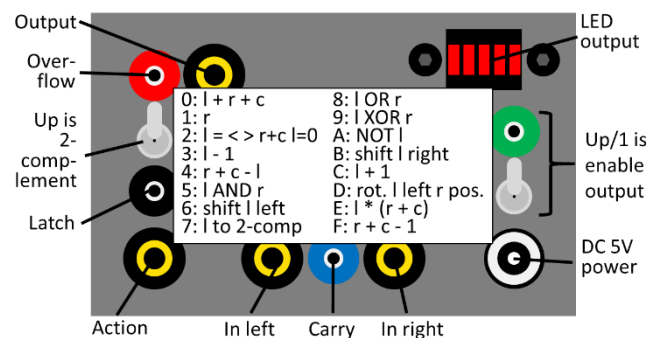 Output
LED
output
Over-
flow
0: l + r + c
1: r
2: l = < > r+c l=0
3: l - 1
4: r + c - l
5: l AND r
6: shift l left
7: l to 2-comp
8: l OR r
9: l XOR r
A: NOT l
B: shift l right
C: l + 1
D: rot. l left r pos.
E: l * (r + c)
F: r + c - 1
Up is
2-
comp-
lement
Up/1 is
enable
output
Latch
DC 5V
power
Action
In left
Carry
In right